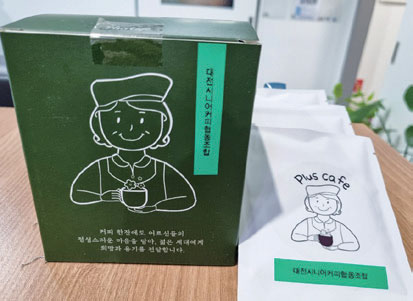 대전시니어커피협동조합
커피 한잔에도 어르신들의
정성스러운 마음을 담아, 젊은 세대에게
희망과 용기를 전달합니다.
Plus cafe
대전시니어커피협동조합